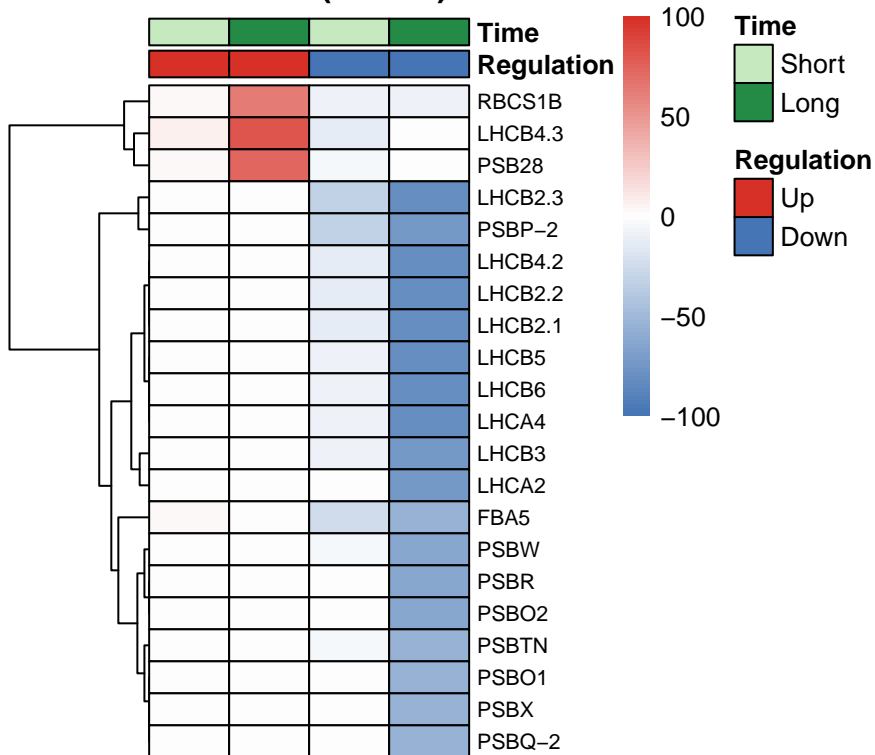 Time
Regulation
RBCS1B
LHCB4.3
PSB28
LHCB2.3
PSBP−2
LHCB4.2
LHCB2.2
LHCB2.1
LHCB5
LHCB6
LHCA4
LHCB3
LHCA2
FBA5
PSBW
PSBR
PSBO2
PSBTN
PSBO1
PSBX
PSBQ−2
100
50
0
−50
−100
Time
Short
Long
Regulation
Up
Down